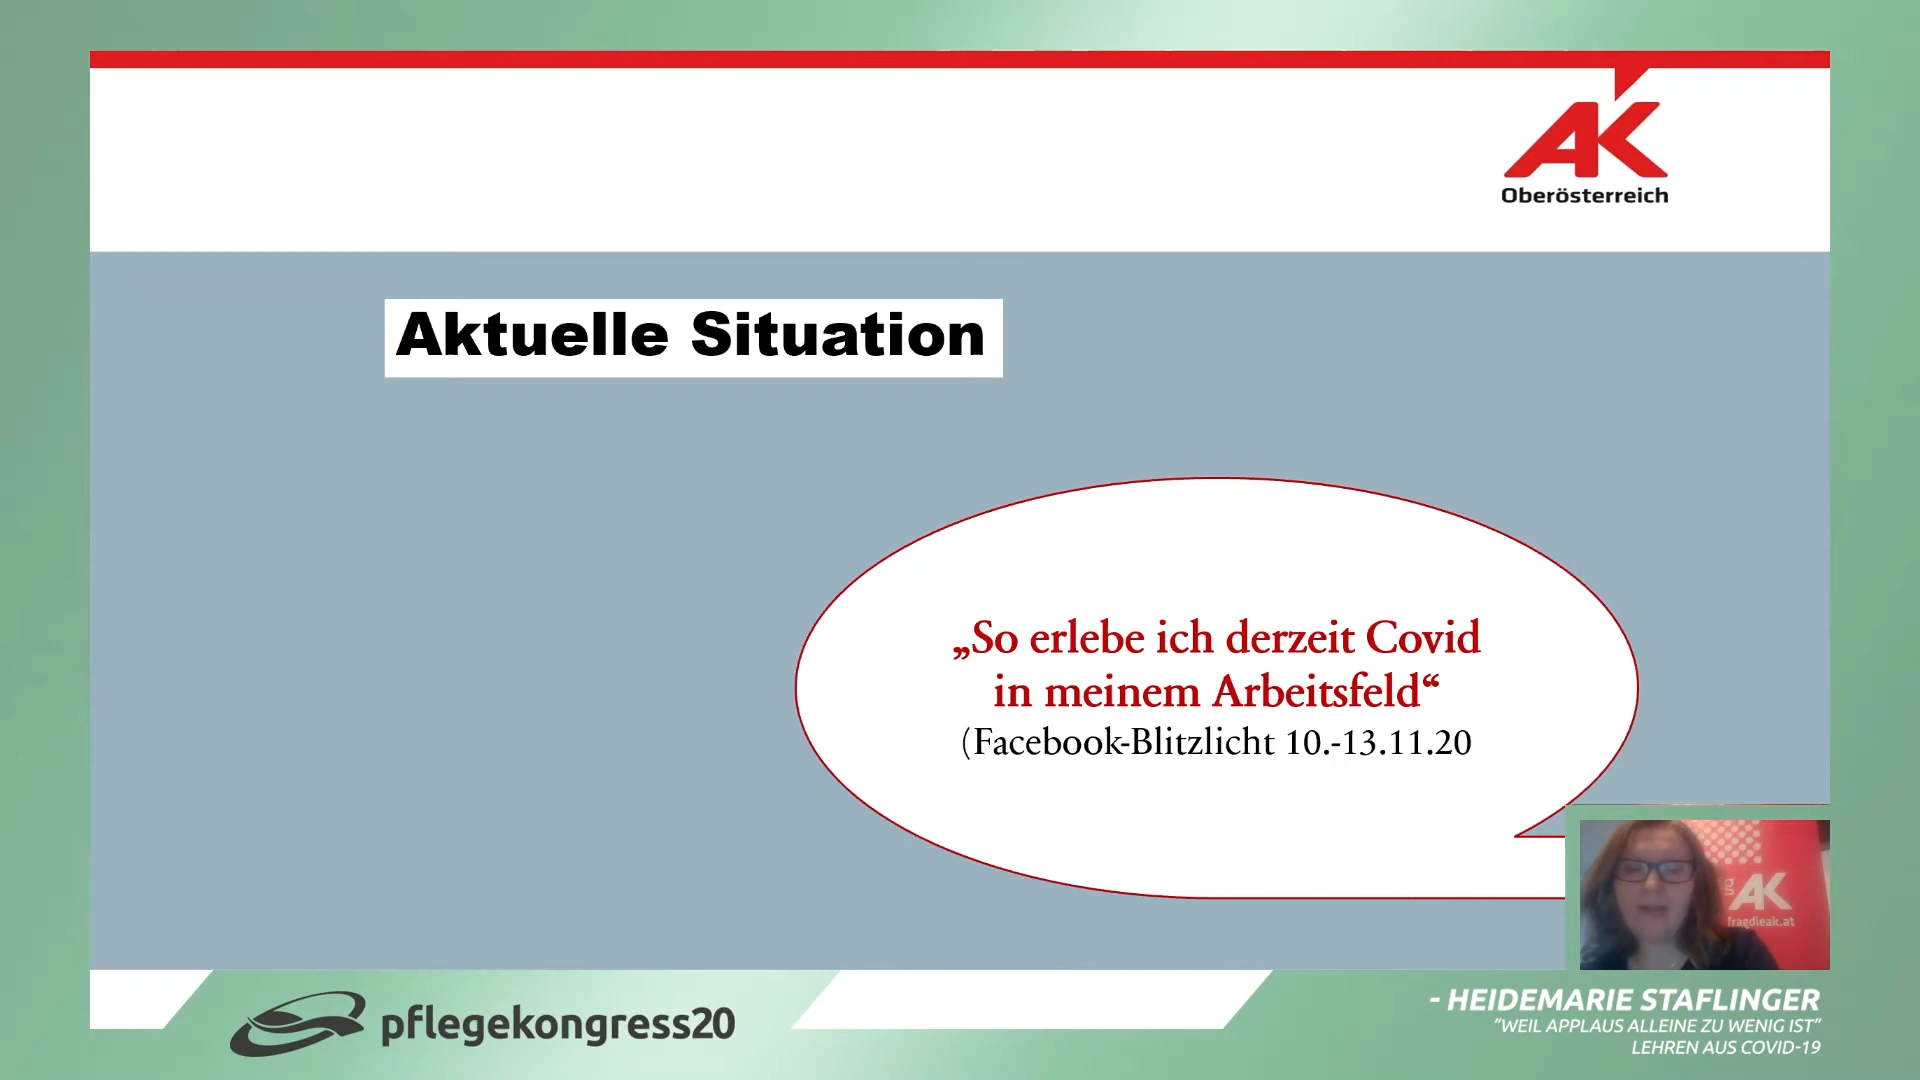 AK
Oberösterreich
Aktuelle Situation
„So erlebe ich derzeit Covid
in meinem Arbeitsfeld“
(Facebook-Blitzlicht 10.-13.11.20
AK
fragdieak.at
pflegekongress20
- HEIDEMARIE STAFLINGER
"WEIL APPLAUS ALLEINE ZU WENIG IST"
LEHREN AUS COVID-19